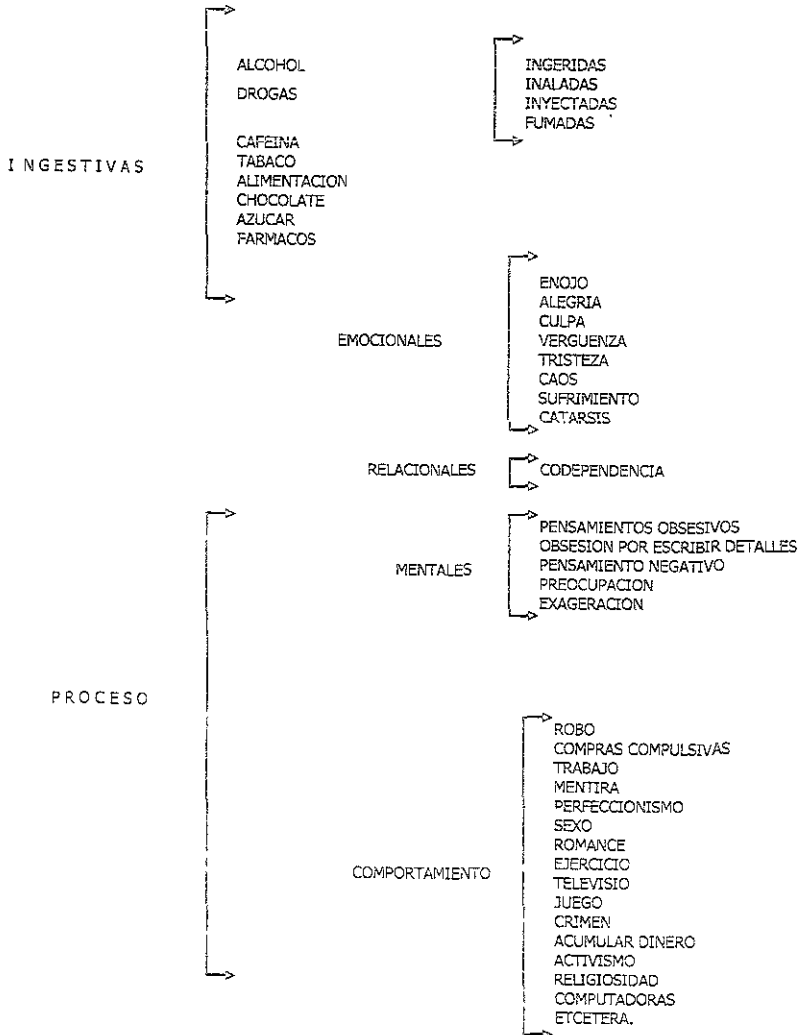 INGESTIVAS
ALCOHOL
DROGAS
INGERIDAS
INALADAS
INYECTADAS
FUMADAS
CAFEINA
TABACO
ALIMENTACION
CHOCOLATE
AZUCAR
FARMACOS
PROCESO
EMOCIONALES
ENOJO
ALEGRIA
CULPA
VERGUENZA
TRISTEZA
CAOS
SUFRIMIENTO
CATARSIS
RELACIONALES
CODEPENDENCIA
MENTALES
PENSAMIENTOS OBSESIVOS
OBSESION POR ESCRIBIR DETALLES
PENSAMIENTO NEGATIVO
PREOCUPACION
EXAGERACION
COMPORTAMIENTO
ROBO
COMPRAS COMPULSIVAS
TRABAJO
MENTIRA
PERFECCIONISMO
SEXO
ROMANCE
EJERCICIO
TELEVISIO
JUEGO
CRIMEN
ACUMULAR DINERO
ACTIVISMO
RELIGIOSIDAD
COMPUTADORAS
ETCETERA.